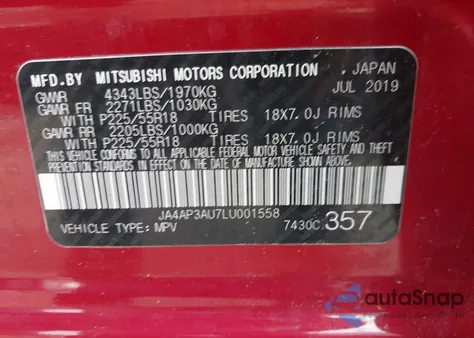 MFD.BY MITSUBISHI MOTORS CORPORATION , JAPAN
GVWR 4343LBS/1970KG JUL 2019
GAWR FR 2271LBS/1030KG
WITH P225/55R18 TIRES 18X7.0J RIMS
GAWR RR 2205LBS/1000KG
WITH P225/55R18 TIRES 18X7.0J RIMS
THIS VEHICLE CONFORMS TO ALL APPLICABLE
FEDERAL MOTOR VEHICLE SAFETY AND THEFT
PREVENTION STANDARDS IN EFFECT ON THE DATE OF
MANUFACTURE SHOWN ABOVE.
JA4AP3AU7LU001558
VEHICLE TYPE: MPV 7430C. 357
autoSnap